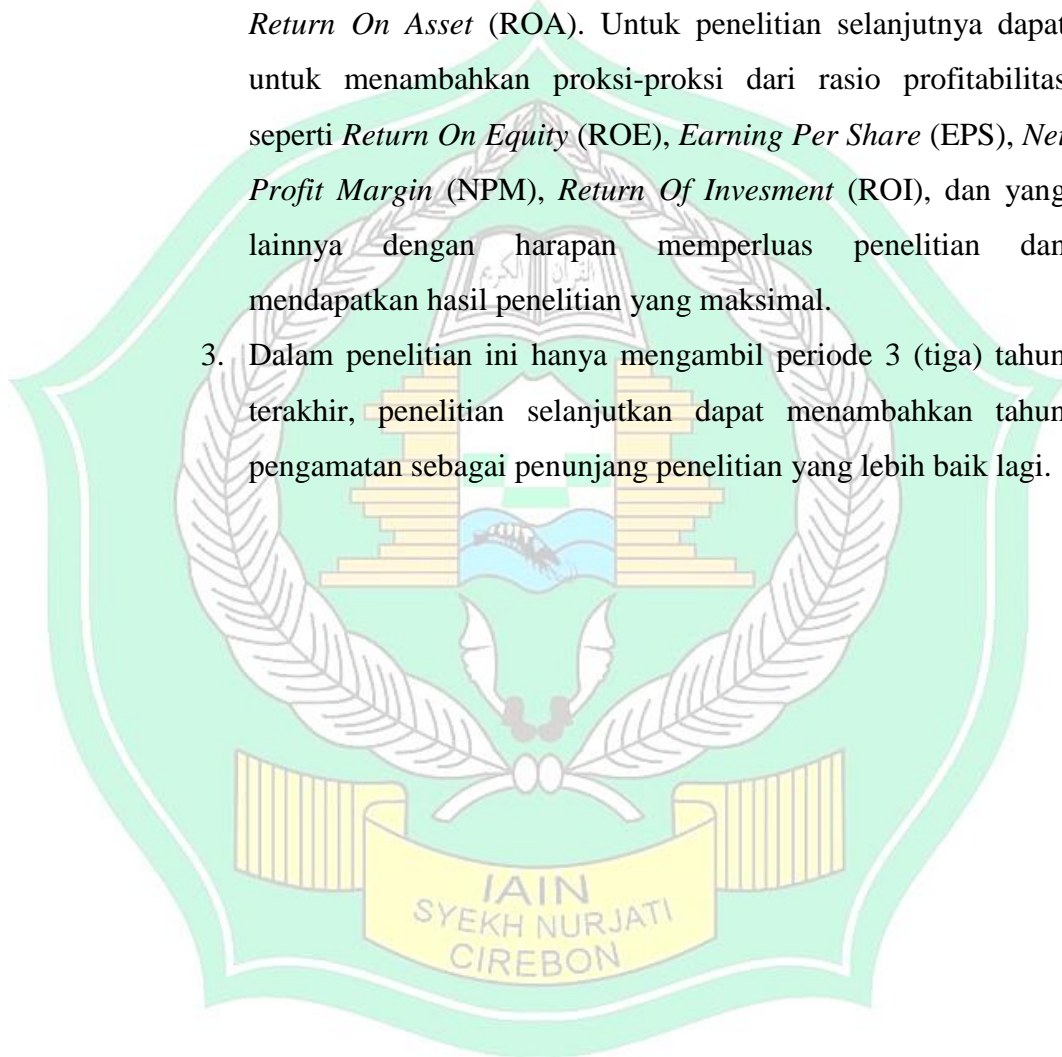 Return On Asset (ROA). Untuk penelitian selanjutnya dapat
untuk menambahkan proksi-proksi dari rasio profitabilitas
seperti Return On Equity (ROE), Earning Per Share (EPS), Net
Profit Margin (NPM), Return Of Invesment (ROI), dan yang
lainnya dengan harapan memperluas penelitian dan
mendapatkan hasil penelitian yang maksimal.
3. Dalam penelitian ini hanya mengambil periode 3 (tiga) tahun
terakhir, penelitian selanjutkan dapat menambahkan tahun
pengamatan sebagai penunjang penelitian yang lebih baik lagi.
القرآن الكريم
IAIN
SYEKH NURJATI
CIREBON